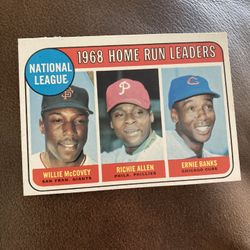 1968 HOME RUN LEADERS
NATIONAL
LEAGUE
WILLIE McCOVEY
SAN FRAN. GIANTS
RICHIE ALLEN
PHILA. PHILLIES
ERNIE BANKS
CHICAGO CUBS